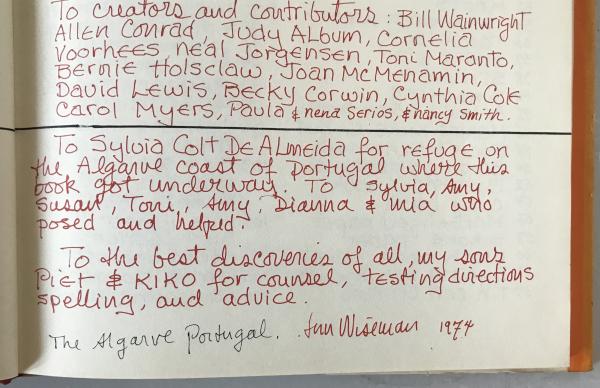 To creators and contributors: Bill Wainwright
Allen Conrad, Judy Album, Cornelia
Voorhees, Neal Jorgensen, Toni Maronto,
Bernie Holsclaw, Joan McMenamin,
David Lewis, Becky Corwin, Cynthia Cole
Carol Myers, Paula & nena Serios, & nancy Smith.
To Sylvia Colt De Almeida for refuge on
the Algarve coast of Portugal where this
book got underway. To Sylvia, Amy,
Susan, Toni, Amy, Dianna & Mia who
posed and helped.
To the best discoveries of all, my sons
Piet & KIKO for counsel, testing directions
spelling, and advice.
The Algarve Portugal. Ann Wiseman 1974